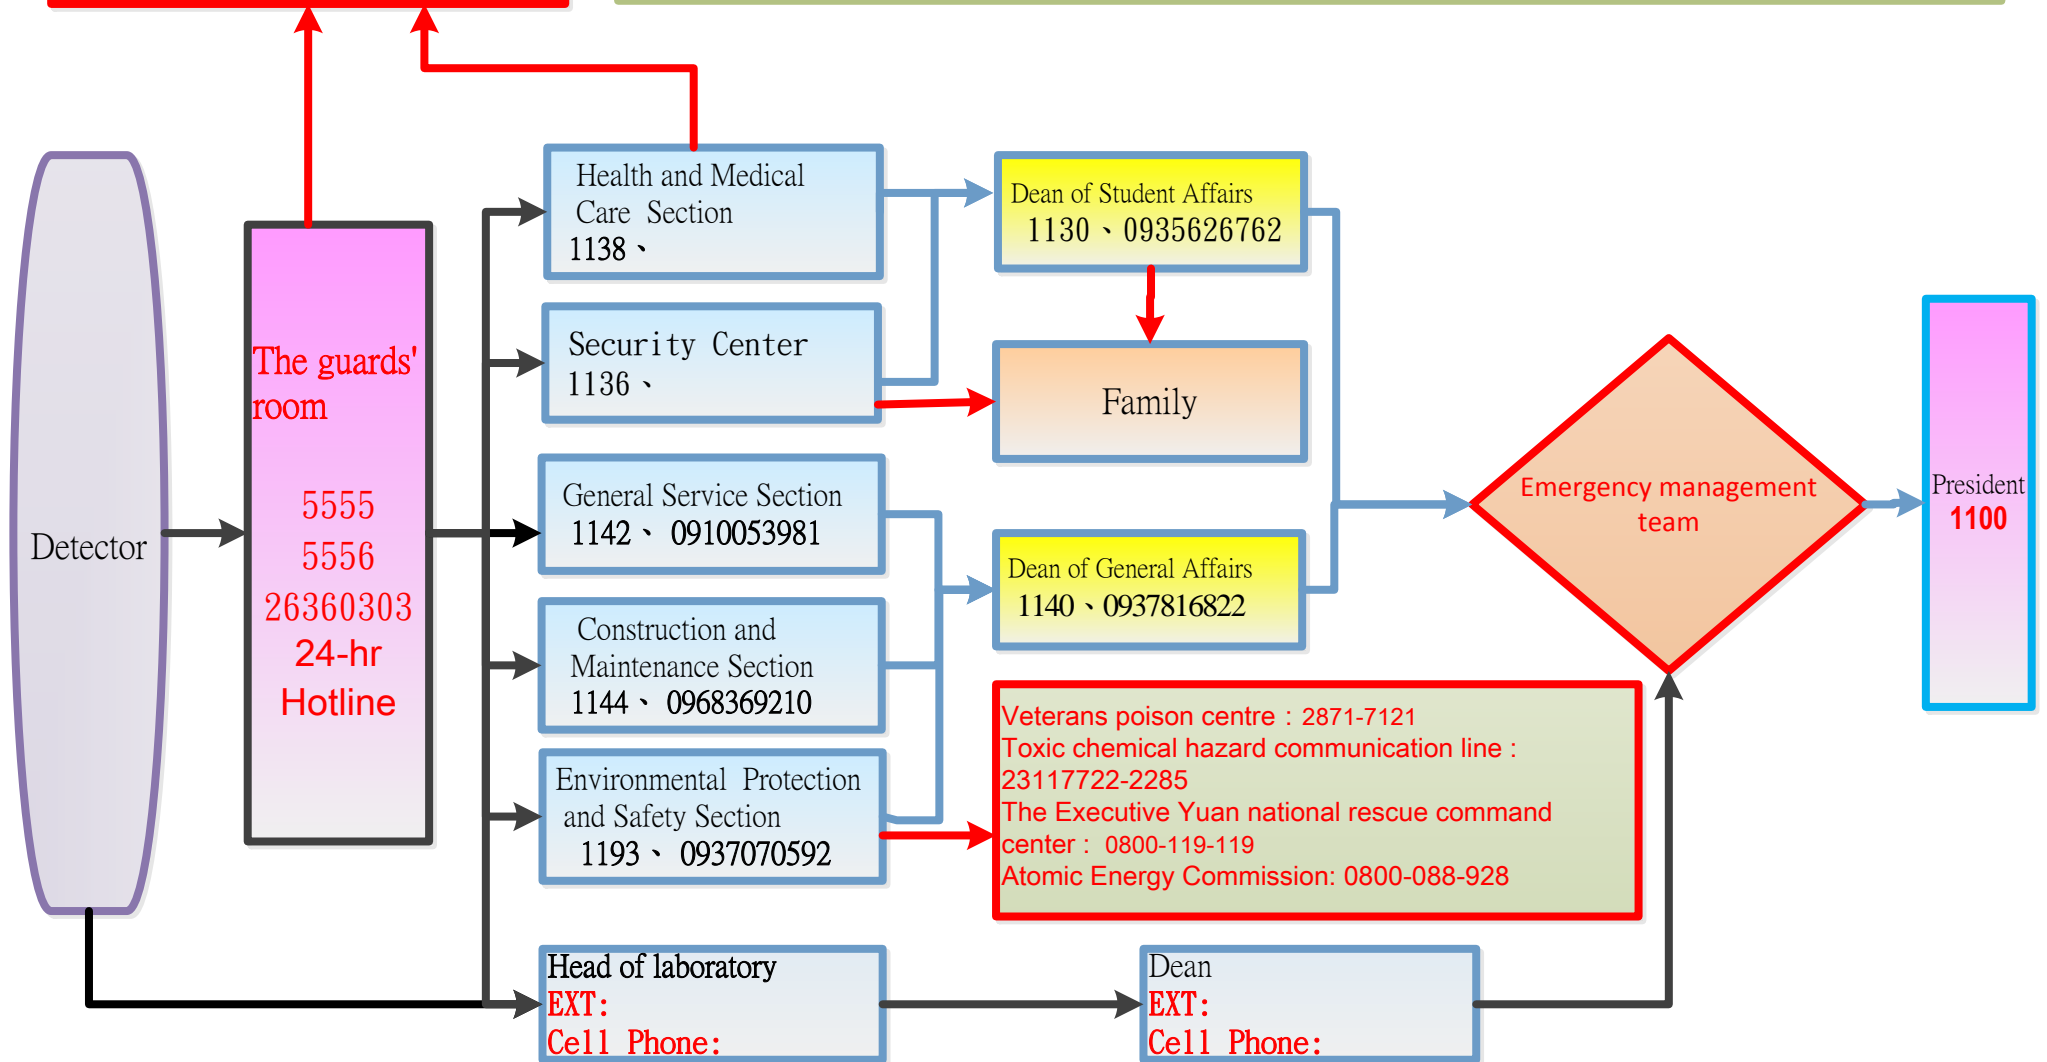 Detector
The guards'
room
5555
5556
26360303
24-hr
Hotline
Health and Medical
Care Section
1138、
Security Center
1136、
General Service Section
1142、 0910053981
Construction and
Maintenance Section
1144、 0968369210
Environmental Protection
and Safety Section
1193、 0937070592
Head of laboratory
EXT:
Cell Phone:
Dean of Student Affairs
1130、0935626762
Family
Dean of General Affairs
1140、0937816822
Veterans poison centre：2871-7121
Toxic chemical hazard communication line：
23117722-2285
The Executive Yuan national rescue command
center： 0800-119-119
Atomic Energy Commission: 0800-088-928
Dean
EXT:
Cell Phone:
Emergency management
team
President
1100